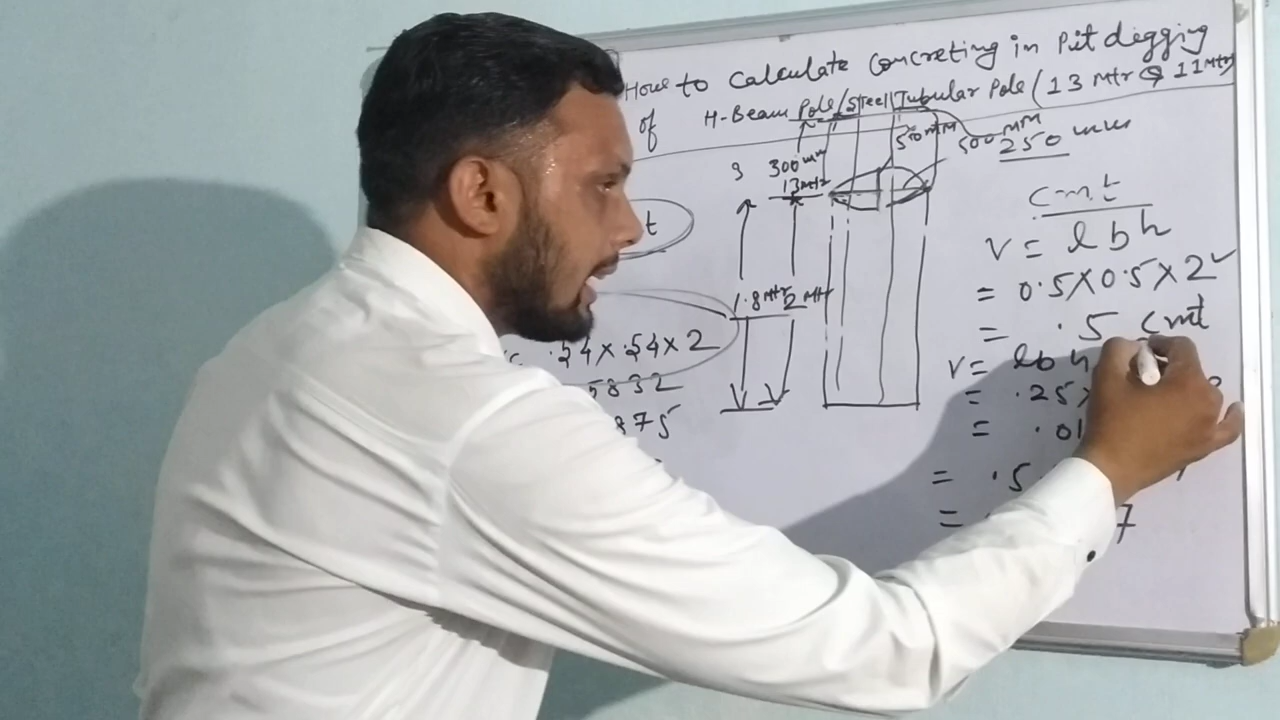 How to Calculate Concreting in Pit digging
of H-Beam Pole/Steel Tubular Pole (13 Mtr & 11 Mtr)
500 MM
500 MM
250 mm
300 mm
13 Mtr
t
1.8 Mtr 2 Mtr
.54 × .54 × 2
5832
875
C.m.t
V = l b h
= 0.5 × 0.5 × 2
= .5 Cmt
V = l b h
= .25 ×
= .01
= .5
= 7